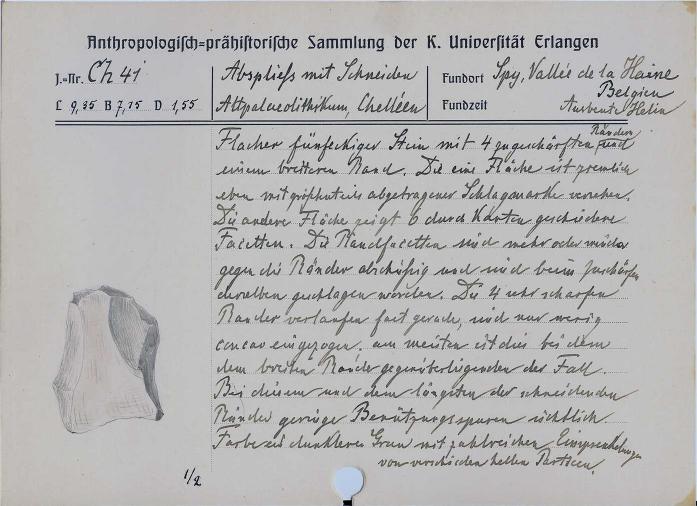 Anthropologisch=prähistorische Sammlung der K. Universität Erlangen
J.=Nr. Ch 41
Abspliess mit Schneiden
Fundort Spy, Vallée de la Haine
Belgien
L 9,35 B 7,15 D 1,55
Altpalaeolithikum, Chelléen
Fundzeit Ausbeute Helin
Flacher fünfeckiger Stein mit 4 zugeschärften Rändern und
einem breiteren Rand. Die eine Fläche ist ziemlich
eben mit größtenteils abgetragener Schlagmarke versehen.
Die andere Fläche zeigt 6 durch Kanten geschiedene
Facetten. Die Randfacetten sind mehr oder minder
gegen die Ränder abschüssig und sind beim Zuschärfen
derselben geschlagen worden. Die 4 sehr scharfen
Ränder verlaufen fast gerade, sind nur wenig
concav eingezogen. am meisten ist dies bei dem
dem breiten Rande gegenüberliegenden der Fall.
Bei diesem und dem längsten der schneidenden
Ränder geringe Benützungsspuren sichtlich.
Farbe: dunkleres Grau mit zahlreichen
von verschieden hellen Partieen.
1/2